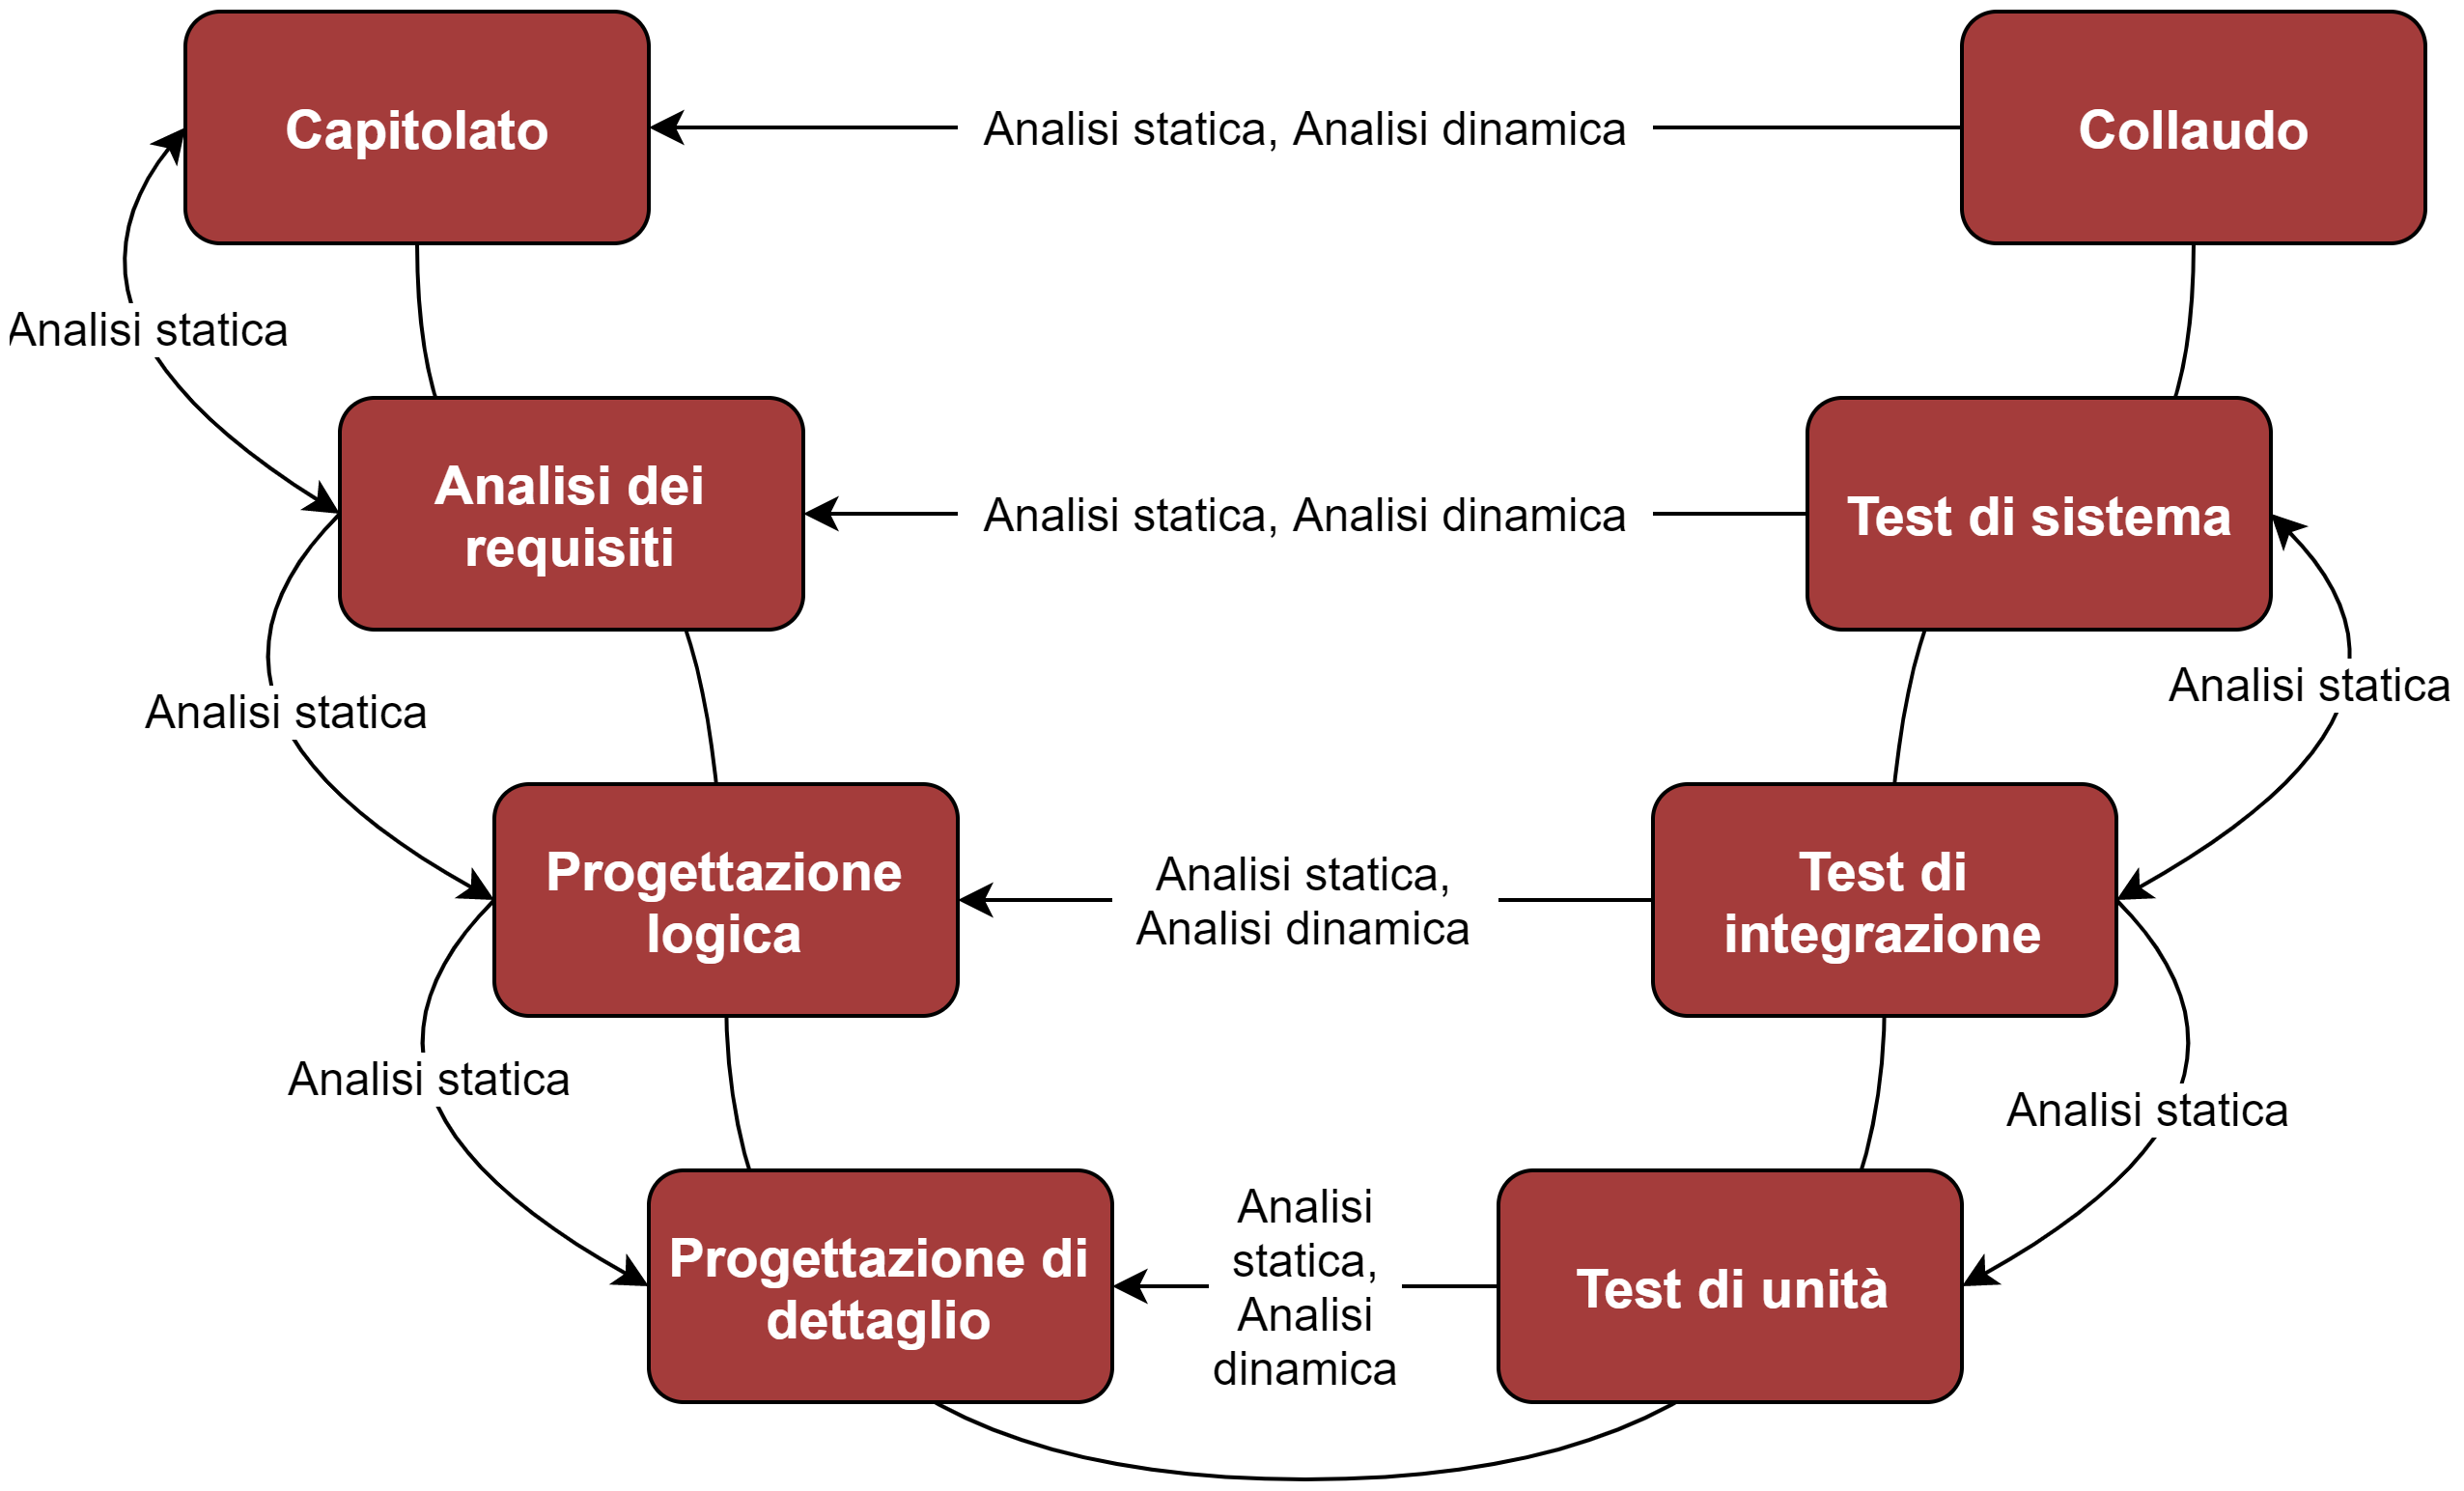 Capitolato
Analisi statica, Analisi dinamica
Collaudo
Analisi statica
Analisi dei
requisiti
Analisi statica, Analisi dinamica
Test di sistema
Analisi statica
Analisi statica
Progettazione
logica
Analisi statica,
Analisi dinamica
Test di
integrazione
Analisi statica
Analisi statica
Progettazione di
dettaglio
Analisi
statica,
Analisi
dinamica
Test di unità